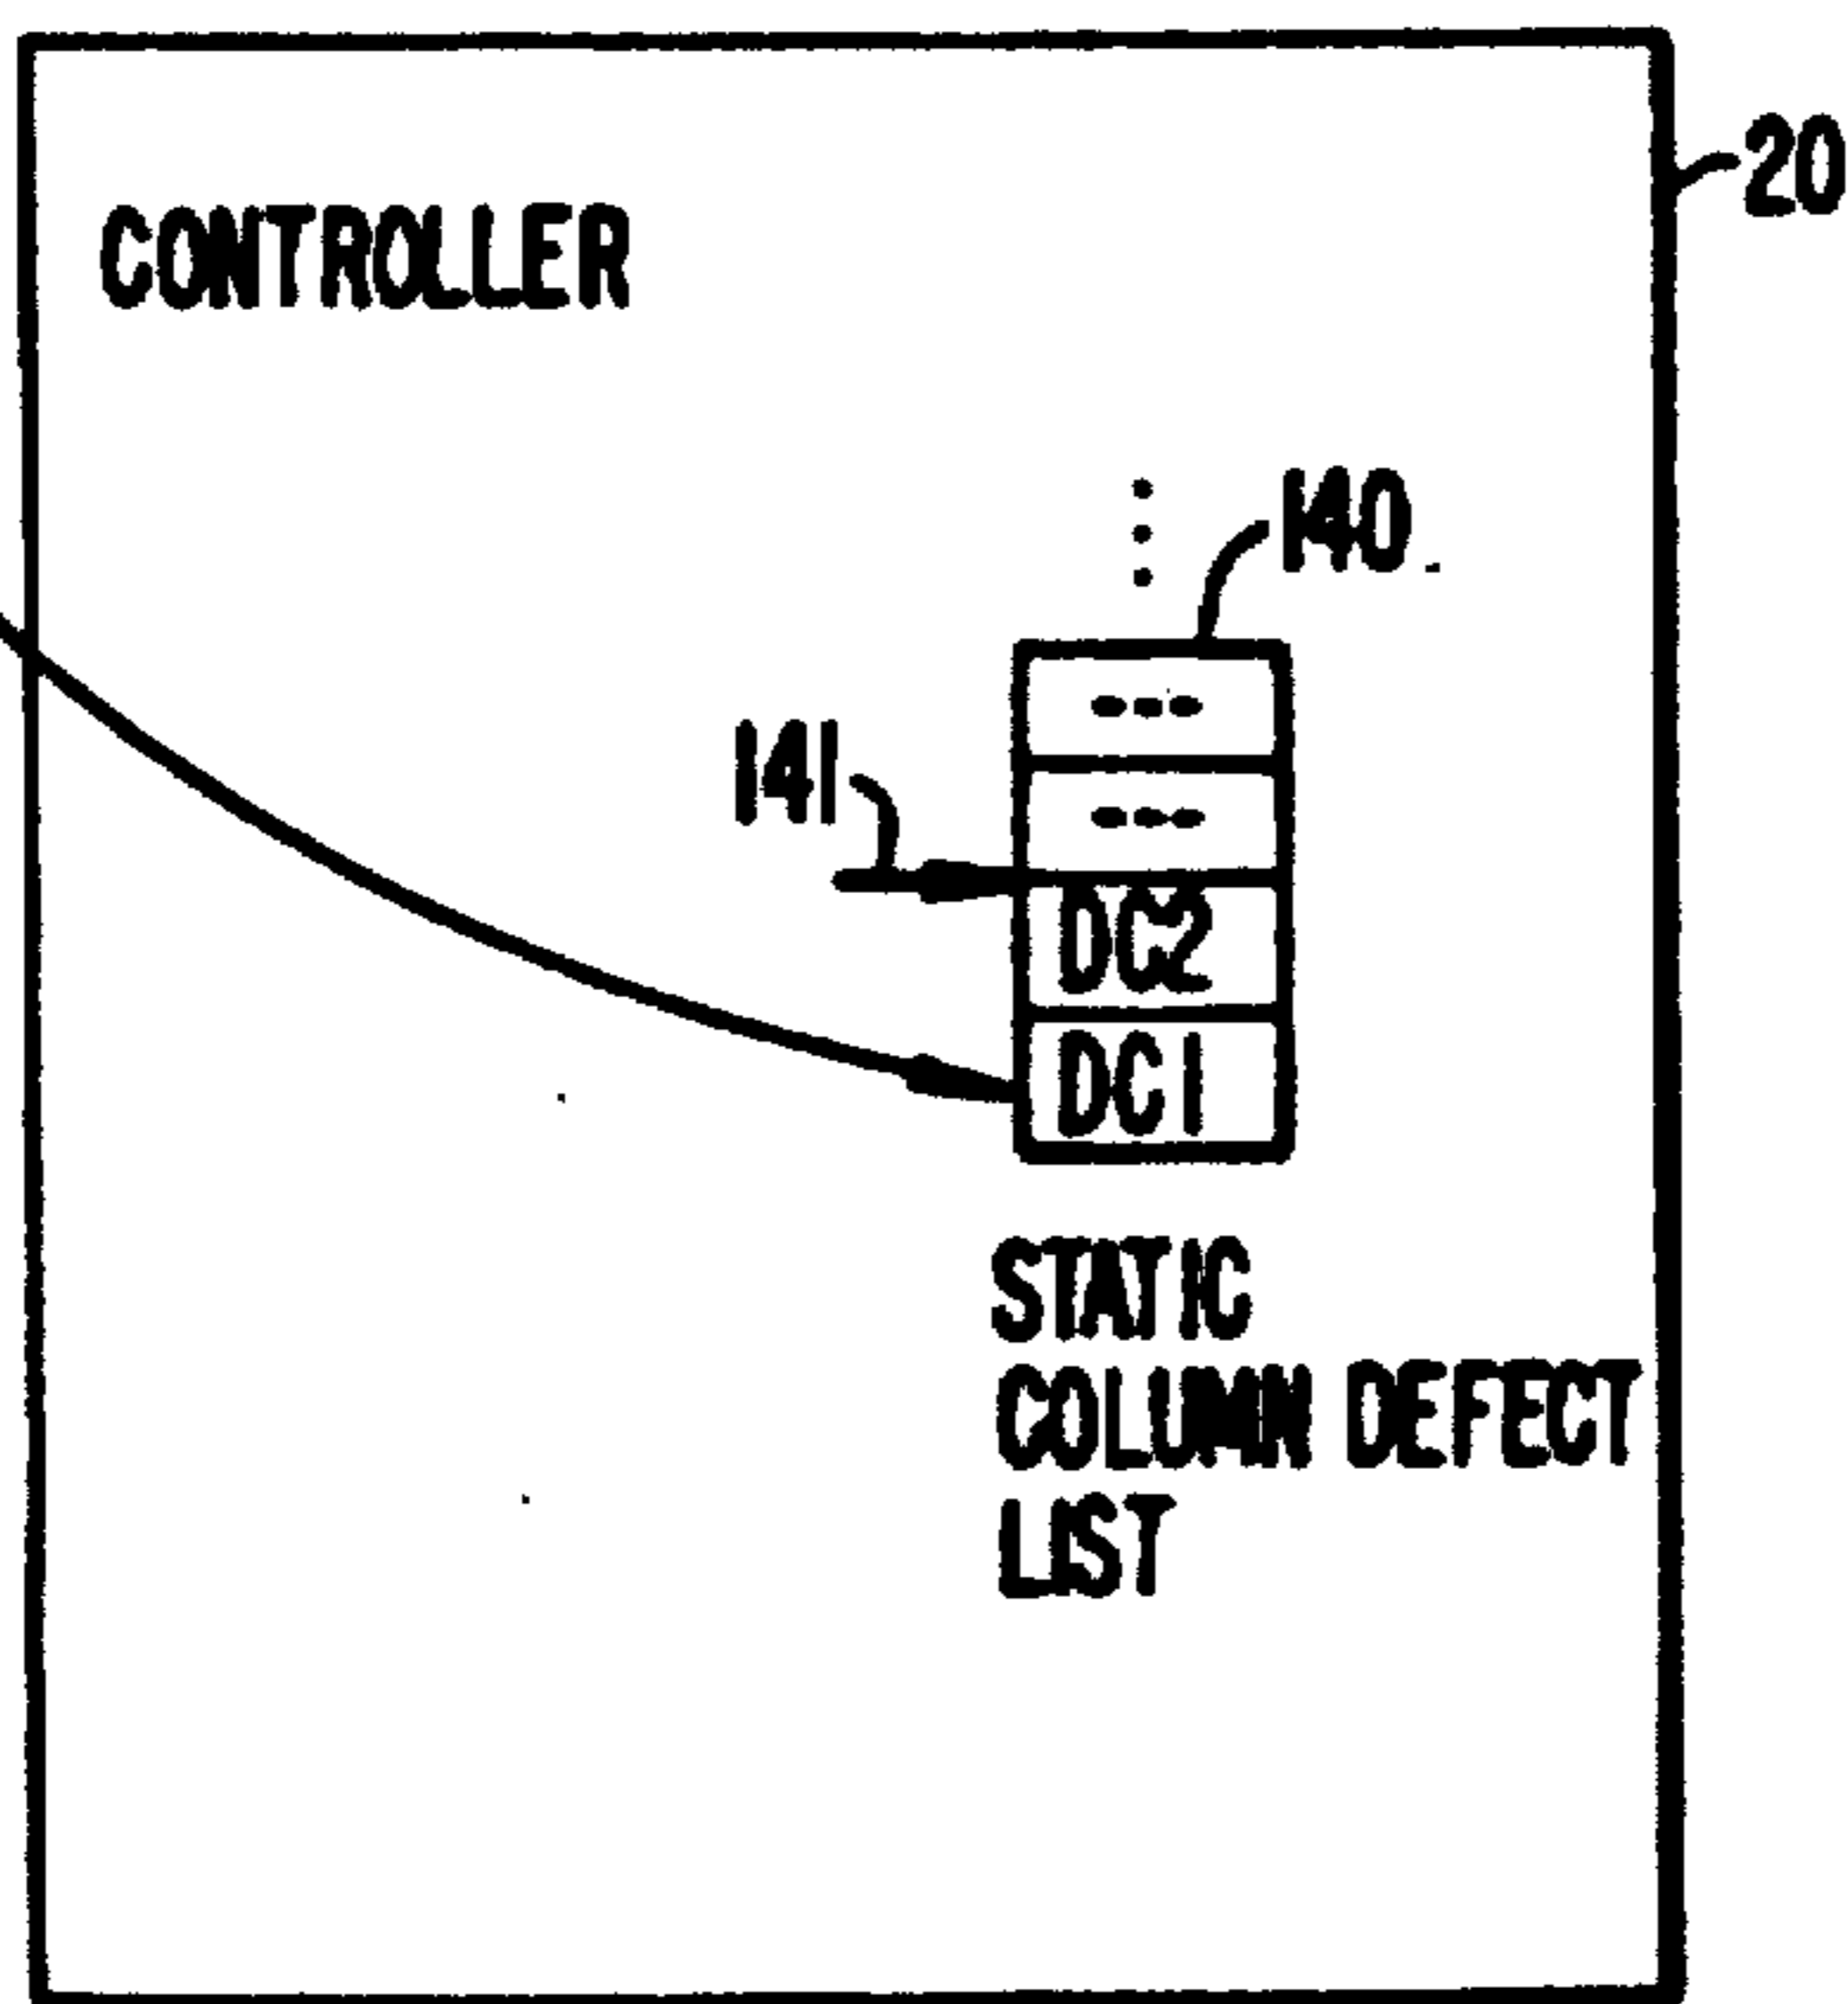 20
CONTROLLER
140
---
141
---
DC2
DC1
STATIC
COLUMN DEFECT
LIST